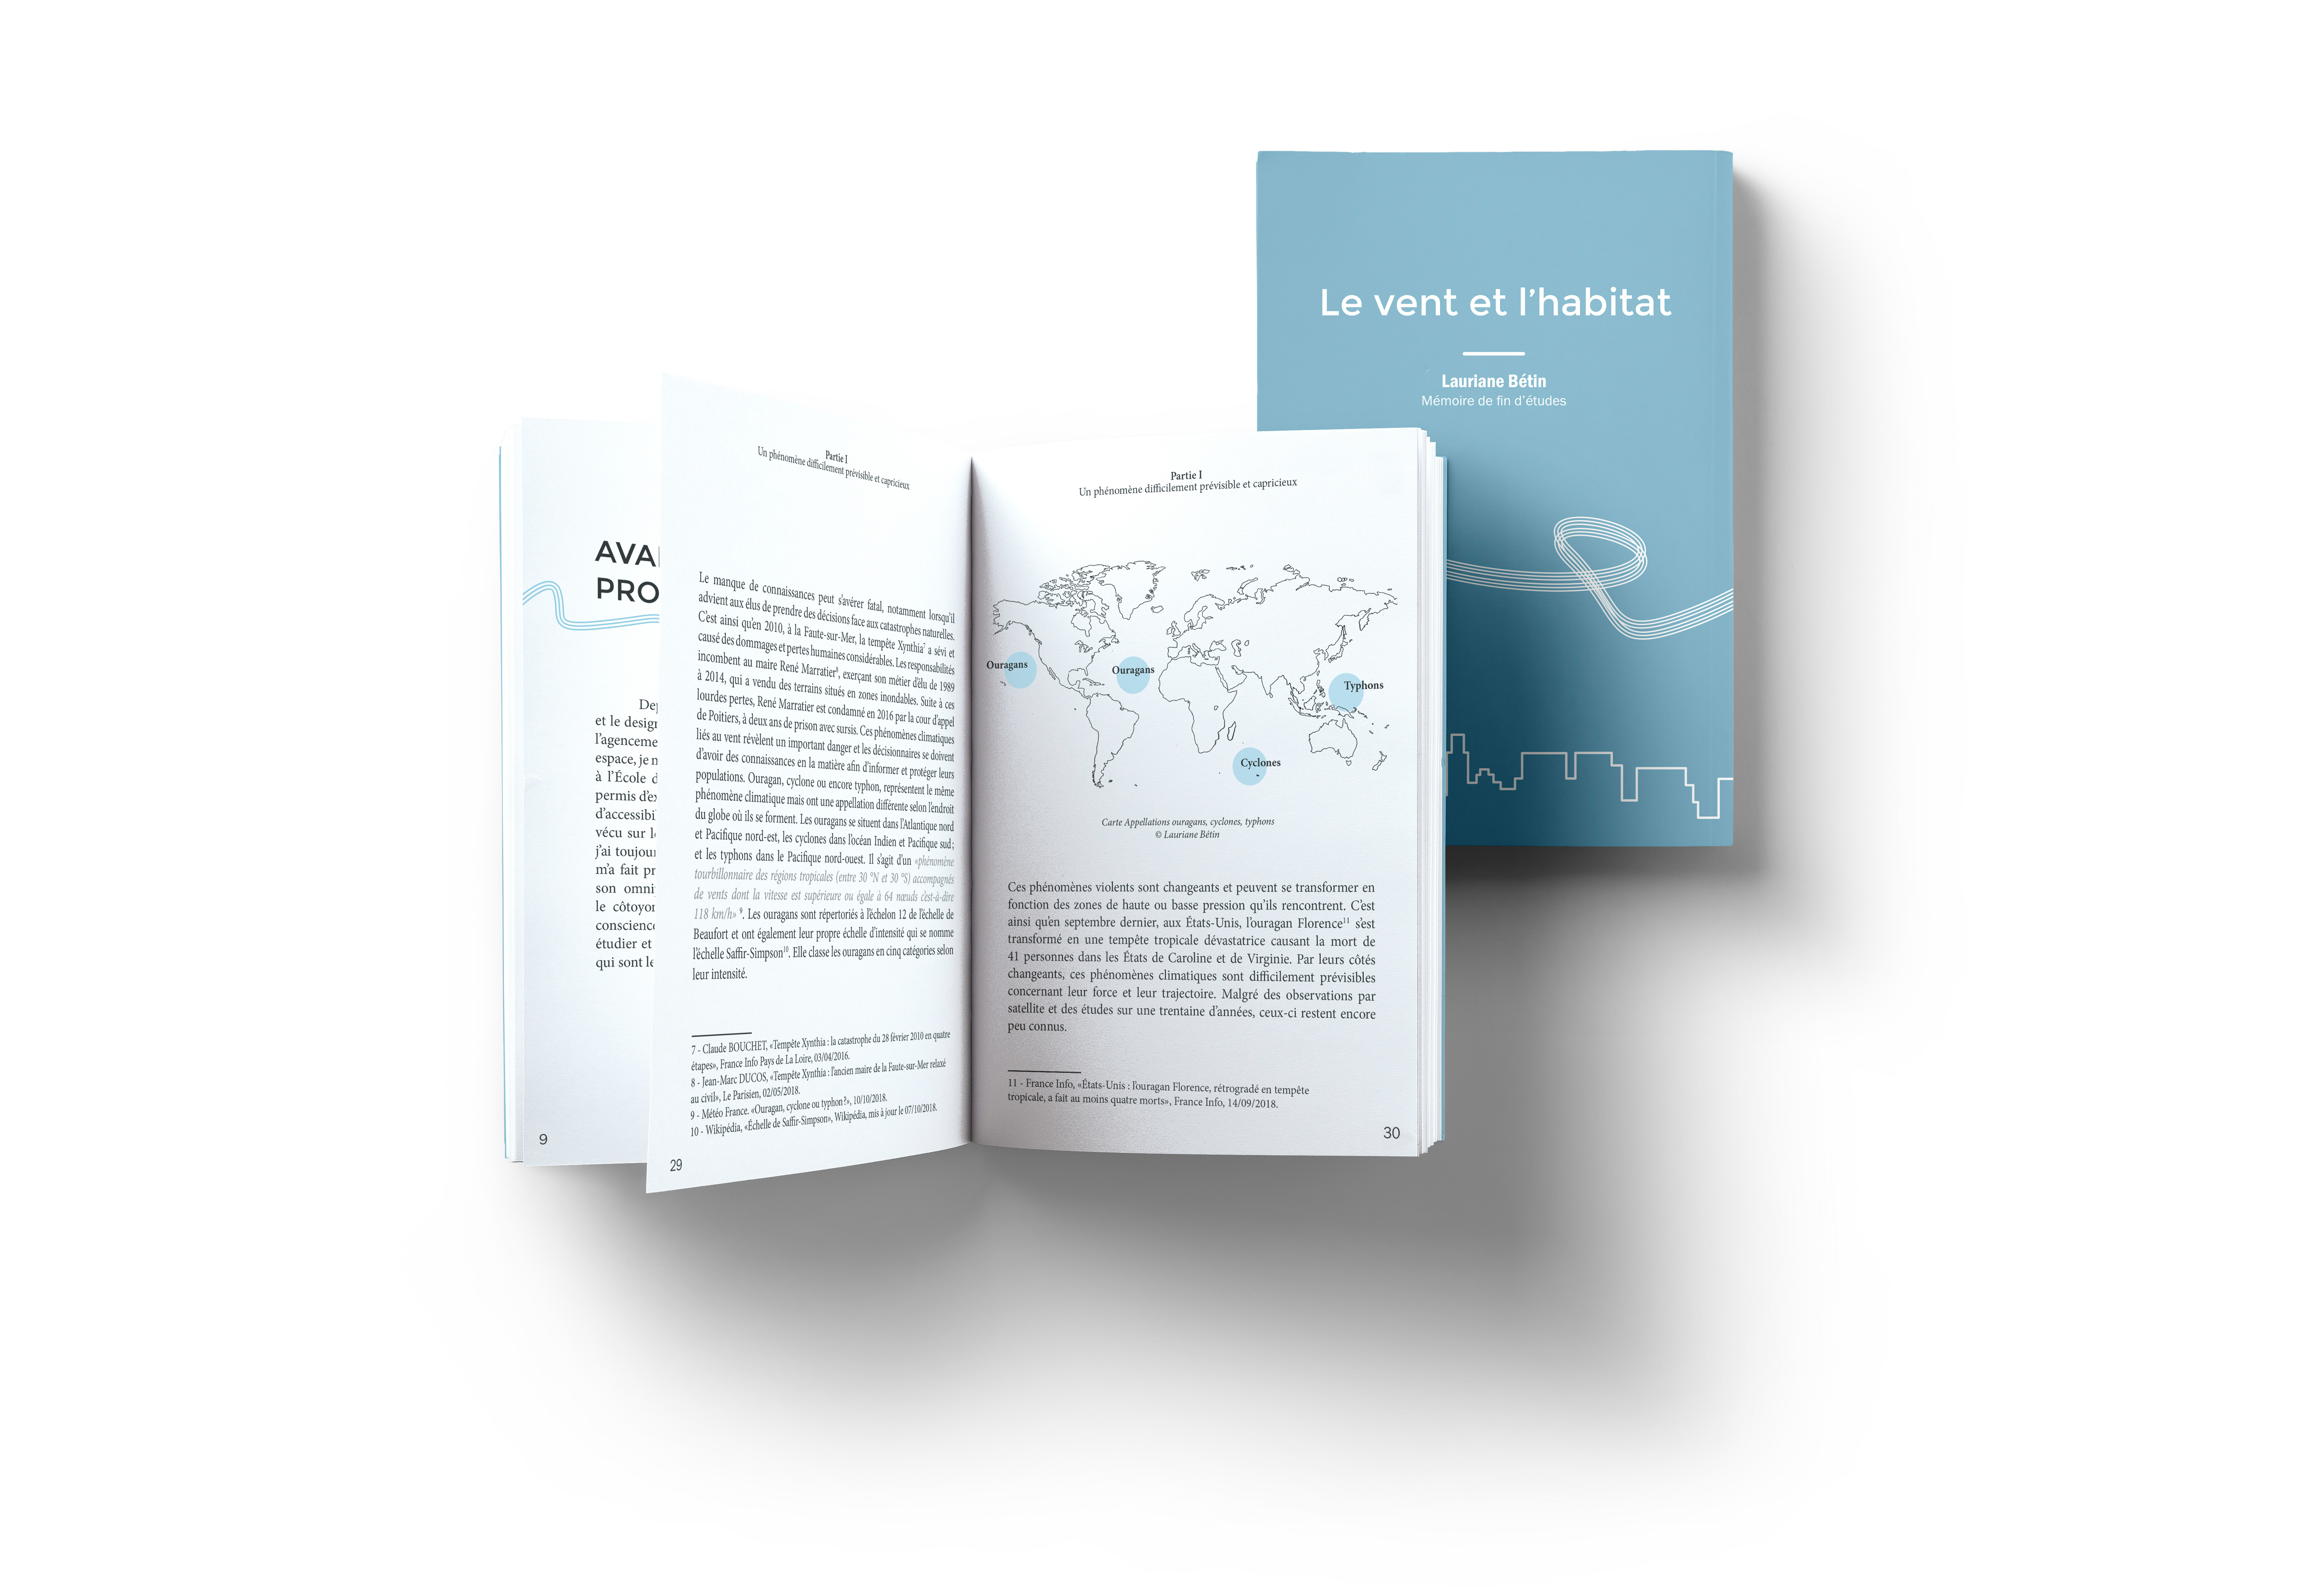 Le vent et l'habitat
Lauriane Bétin
Mémoire de fin d'études
AVA
PRO
et le design
l'agenceme
espace, je
à l'École
permis d'ex
d'accessibi
vécu sur
j'ai toujou
m'a fait pr
son omni
le côtoyo
conscienc
étudier et
qui sont
9
Partie I
Un phénomène difficilement prévisible et capricieux
Le manque de connaissances peut s'avérer fatal, notamment lorsqu'il
advient aux élus de prendre des décisions face aux catastrophes naturelles.
C'est ainsi qu'en 2010, à la Faute-sur-Mer, la tempête Xynthia⁷ a sévi et
causé des dommages et pertes humaines considérables. Les responsabilités
incombent au maire René Marratier⁸, exerçant son métier d'élu de 1989
à 2014, qui a vendu des terrains situés en zones inondables. Suite à ces
lourdes pertes, René Marratier est condamné en 2016 par la cour d'appel
de Poitiers, à deux ans de prison avec sursis. Ces phénomènes climatiques
liés au vent révèlent un important danger et les décisionnaires se doivent
d'avoir des connaissances en la matière afin d'informer et protéger leurs
populations. Ouragan, cyclone ou encore typhon, représentent le même
phénomène climatique mais ont une appellation différente selon l'endroit
du globe où ils se forment. Les ouragans se situent dans l'Atlantique nord
et Pacifique nord-est, les cyclones dans l'océan Indien et Pacifique sud;
et les typhons dans le Pacifique nord-ouest. Il s'agit d'un «phénomène
tourbillonnaire des régions tropicales (entre 30 °N et 30 °S) accompagnés
de vents dont la vitesse est supérieure ou égale à 64 nœuds c'est-à-dire
118 km/h» ⁹. Les ouragans sont répertoriés à l'échelon 12 de l'échelle de
Beaufort et ont également leur propre échelle d'intensité qui se nomme
l'échelle Saffir-Simpson¹⁰. Elle classe les ouragans en cinq catégories selon
leur intensité.
7 - Claude BOUCHET, «Tempête Xynthia : la catastrophe du 28 février 2010 en quatre
étapes», France Info Pays de La Loire, 03/04/2016.
8 - Jean-Marc DUCOS, «Tempête Xynthia : l'ancien maire de la Faute-sur-Mer relaxé
au civil», Le Parisien, 02/05/2018.
9 - Météo France. «Ouragan, cyclone ou typhon ?», 10/10/2018.
10 - Wikipédia, «Échelle de Saffir-Simpson», Wikipédia, mis à jour le 07/10/2018.
29
Partie I
Un phénomène difficilement prévisible et capricieux
Ouragans
Ouragans
Typhons
Cyclones
Carte Appellations ouragans, cyclones, typhons
© Lauriane Bétin
Ces phénomènes violents sont changeants et peuvent se transformer en
fonction des zones de haute ou basse pression qu'ils rencontrent. C'est
ainsi qu'en septembre dernier, aux États-Unis, l'ouragan Florence¹¹ s'est
transformé en une tempête tropicale dévastatrice causant la mort de
41 personnes dans les États de Caroline et de Virginie. Par leurs côtés
changeants, ces phénomènes climatiques sont difficilement prévisibles
concernant leur force et leur trajectoire. Malgré des observations par
satellite et des études sur une trentaine d'années, ceux-ci restent encore
peu connus.
11 - France Info, «États-Unis : l'ouragan Florence, rétrogradé en tempête
tropicale, a fait au moins quatre morts», France Info, 14/09/2018.
30